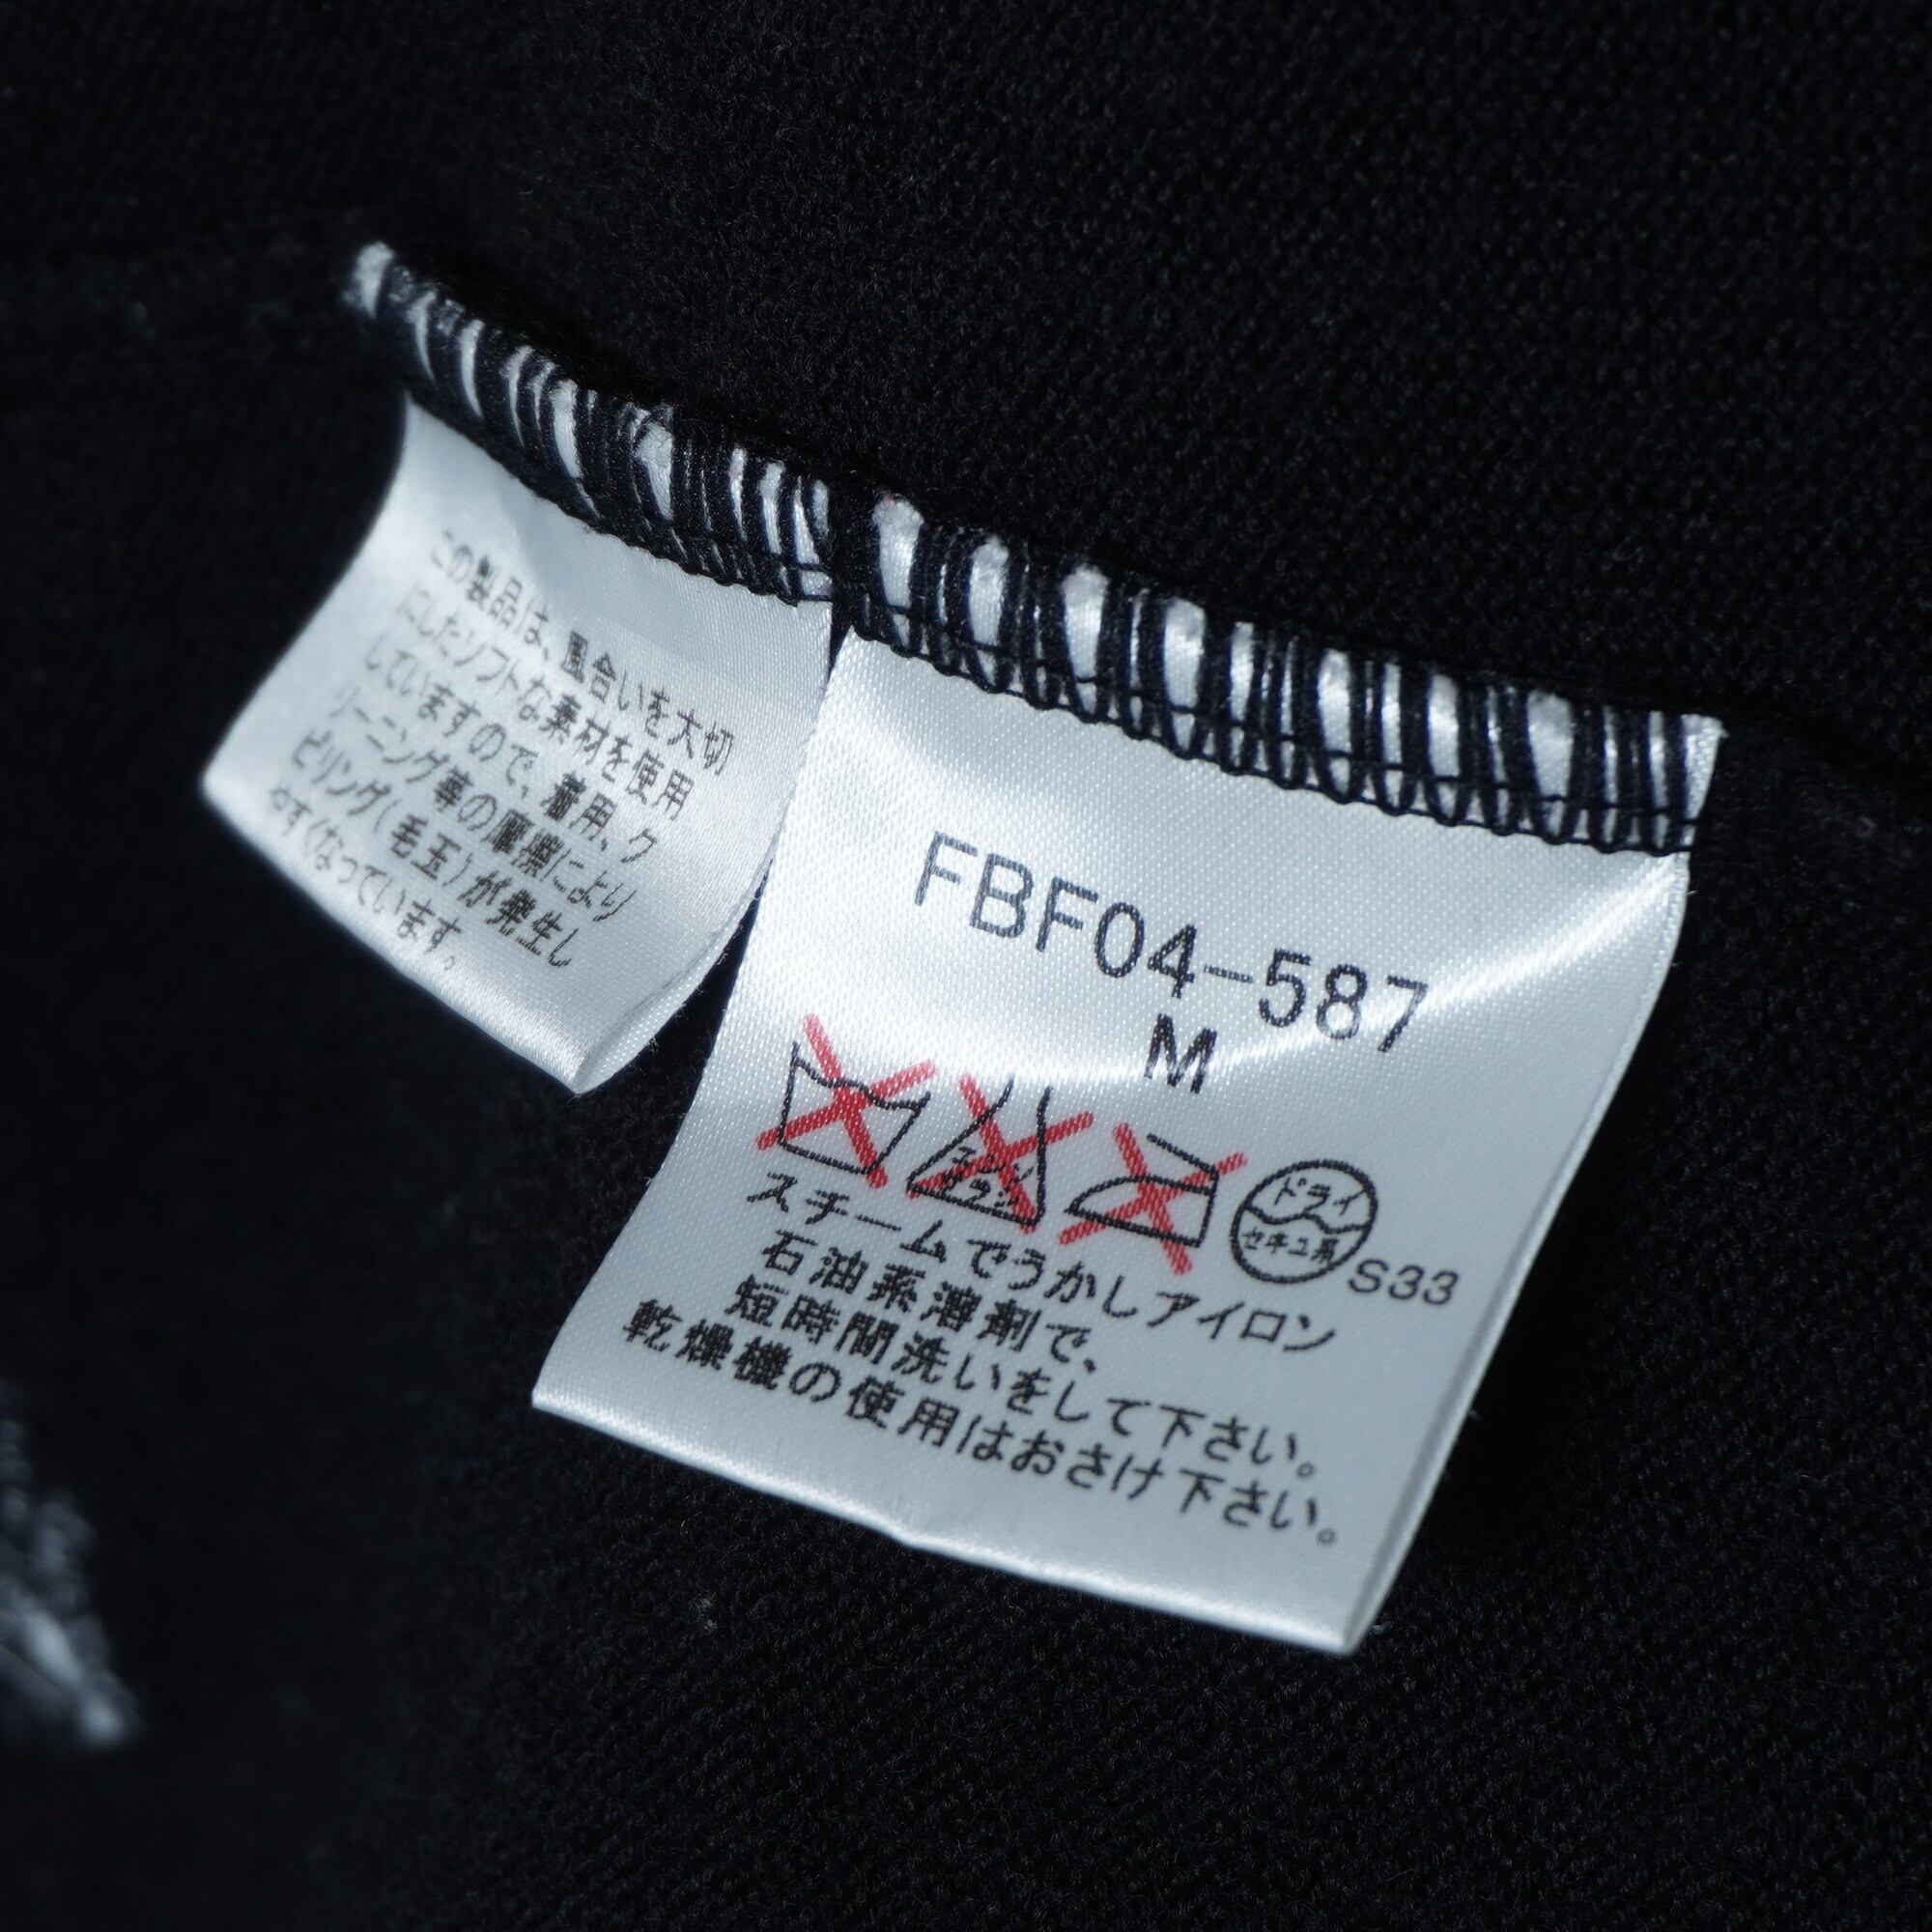 この製品は、風合いを大切
にしたソフトな素材を使用
していますので、着用、ク
リーニング等の摩擦により
ピリング(毛玉)が発生し
やすくなっています。
FBF04-587
M
エンソ
サラシ
ドライ
セキユ系
S33
スチームでうかしアイロン
石油系溶剤で、
短時間洗いをして下さい。
乾燥機の使用はおさけ下さい。